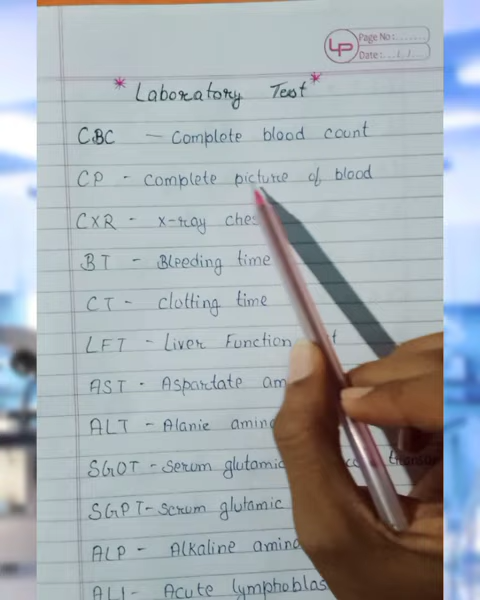 LP Page No:.......
Date:..../..../....
* Laboratory Test *
CBC — Complete blood count
CP - Complete picture of blood
CXR - x-ray
BT - Bleeding time
CT - clotting time
LFT - Liver Function
AST - Aspartate
ALT - Alanie
SGOT - Serum glutamic
SGPT - Serum glutamic
ALP - Alkaline
Acute